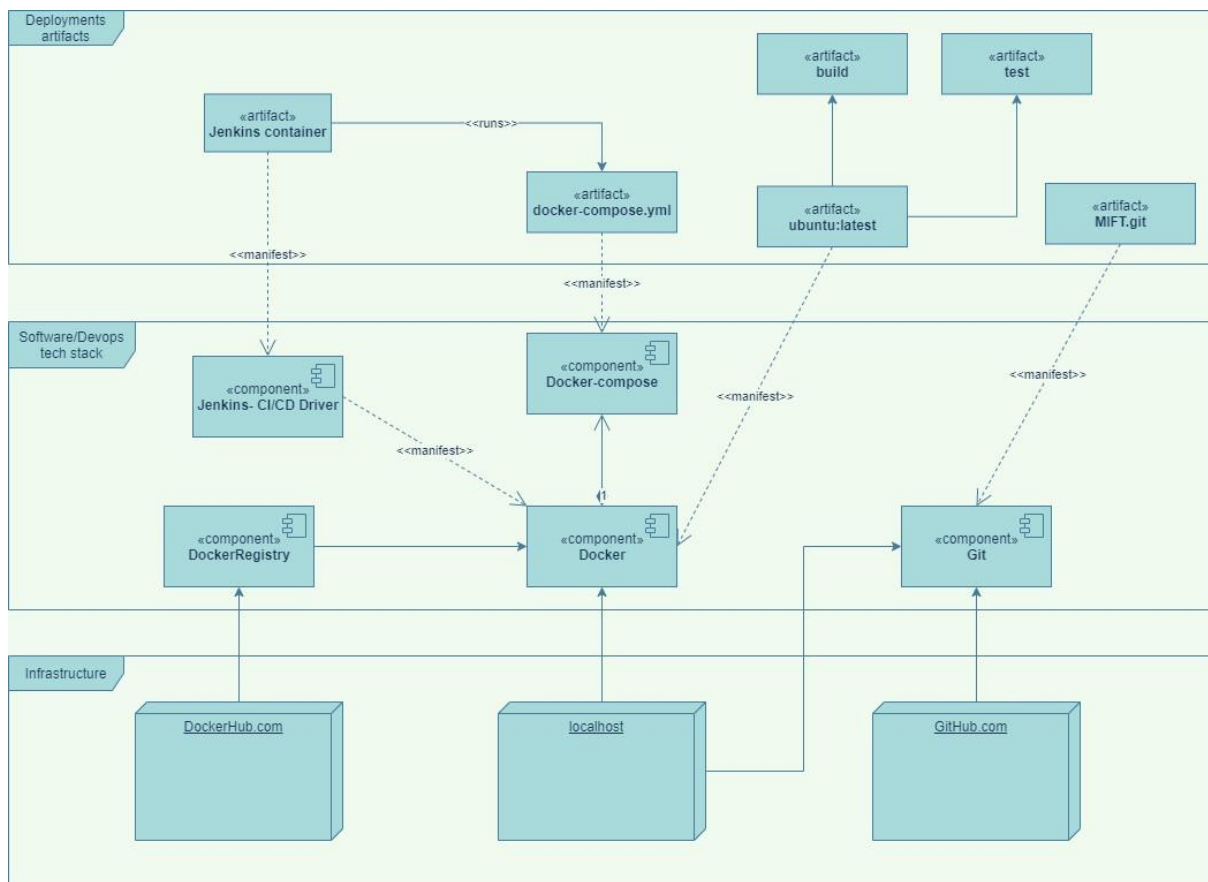 Deployments
artifacts
«artifact»
build
«artifact»
test
«artifact»
Jenkins container
<<runs>>
«artifact»
docker-compose.yml
«artifact»
ubuntu:latest
«artifact»
MIFT.git
<<manifest>>
<<manifest>>
<<manifest>>
<<manifest>>
Software/Devops
tech stack
«component»
Jenkins- CI/CD Driver
«component»
Docker-compose
<<manifest>>
1
«component»
DockerRegistry
«component»
Docker
«component»
Git
Infrastructure
DockerHub.com
localhost
GitHub.com